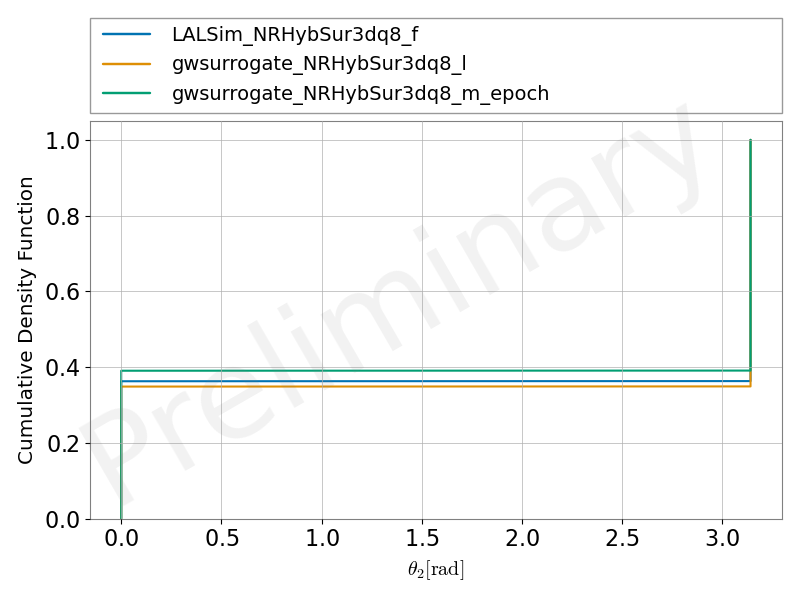 LALSim_NRHybSur3dq8_f
gwsurrogate_NRHybSur3dq8_l
gwsurrogate_NRHybSur3dq8_m_epoch
1.0
0.8
0.6
0.4
0.2
0.0
Cumulative Density Function
Preliminary
0.0 0.5 1.0 1.5 2.0 2.5 3.0
θ₂[rad]